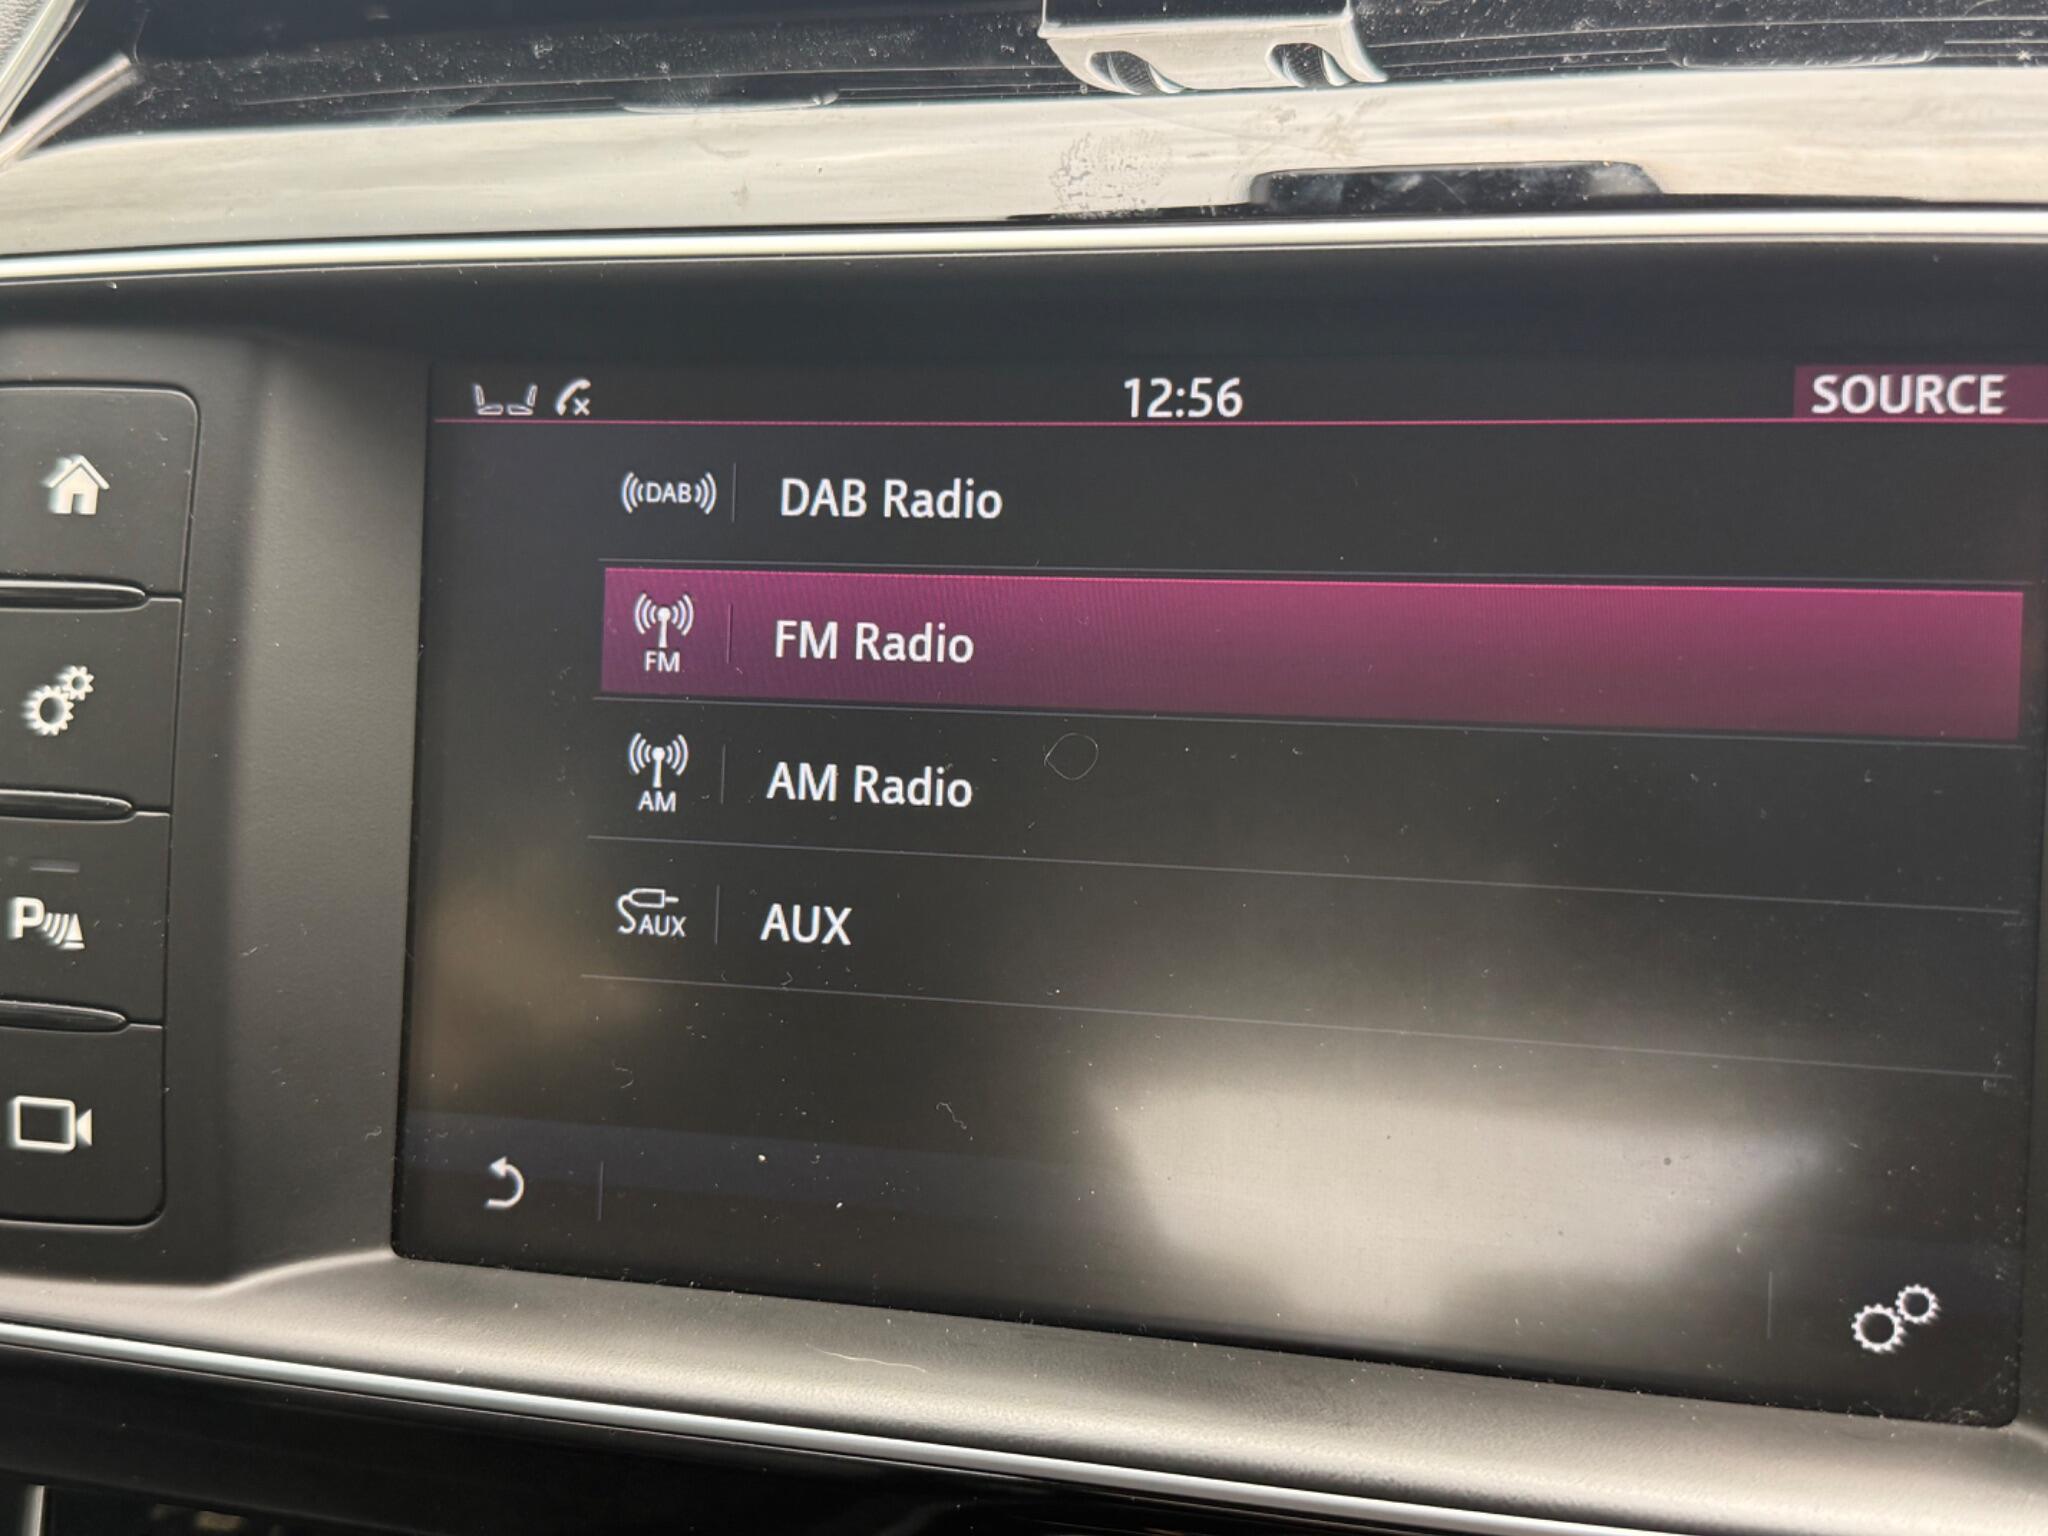 12:56
SOURCE
DAB
DAB Radio
FM
FM Radio
AM
AM Radio
AUX
AUX
P